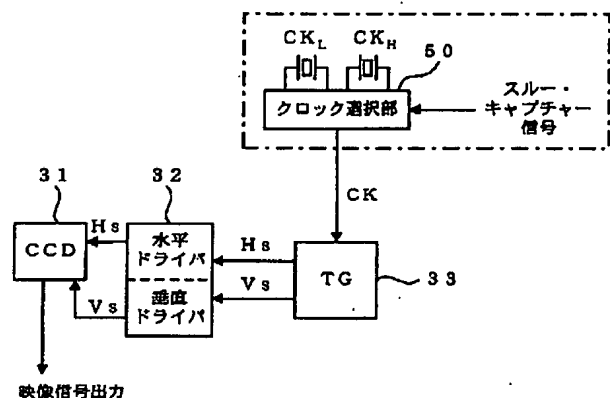 CKL CKH
50
クロック選択部
スルー・
キャプチャー
信号
CK
31
32
CCD
Hs
水平
ドライバ
Hs
TG
33
Vs
垂直
ドライバ
Vs
映像信号出力